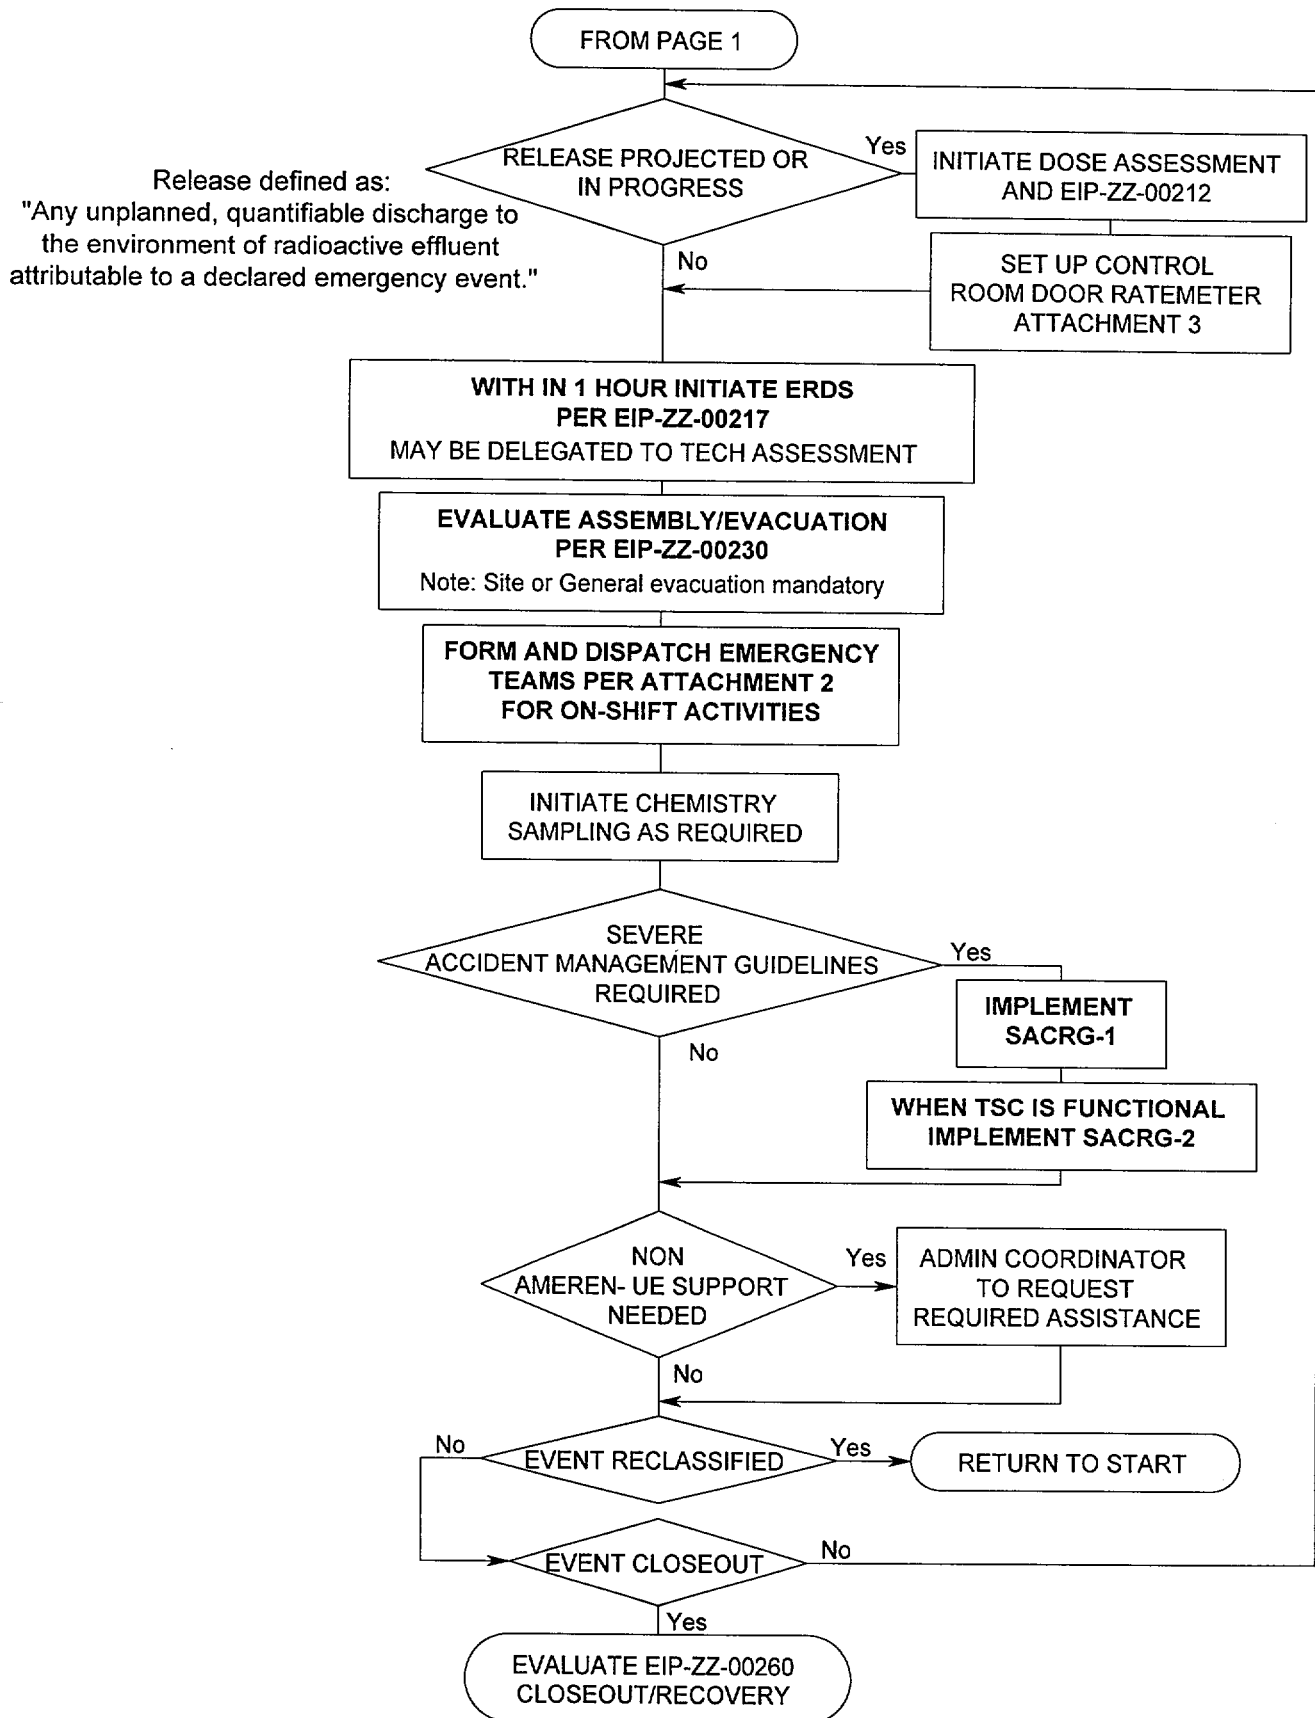 FROM PAGE 1
RELEASE PROJECTED OR
IN PROGRESS
Yes
INITIATE DOSE ASSESSMENT
AND EIP-ZZ-00212
Release defined as:
"Any unplanned, quantifiable discharge to
the environment of radioactive effluent
attributable to a declared emergency event."
No
SET UP CONTROL
ROOM DOOR RATEMETER
ATTACHMENT 3
WITH IN 1 HOUR INITIATE ERDS
PER EIP-ZZ-00217
MAY BE DELEGATED TO TECH ASSESSMENT
EVALUATE ASSEMBLY/EVACUATION
PER EIP-ZZ-00230
Note: Site or General evacuation mandatory
FORM AND DISPATCH EMERGENCY
TEAMS PER ATTACHMENT 2
FOR ON-SHIFT ACTIVITIES
INITIATE CHEMISTRY
SAMPLING AS REQUIRED
SEVERE
ACCIDENT MANAGEMENT GUIDELINES
REQUIRED
Yes
IMPLEMENT
SACRG-1
No
WHEN TSC IS FUNCTIONAL
IMPLEMENT SACRG-2
NON
AMEREN- UE SUPPORT
NEEDED
Yes
ADMIN COORDINATOR
TO REQUEST
REQUIRED ASSISTANCE
No
No
EVENT RECLASSIFIED
Yes
RETURN TO START
EVENT CLOSEOUT
No
Yes
EVALUATE EIP-ZZ-00260
CLOSEOUT/RECOVERY